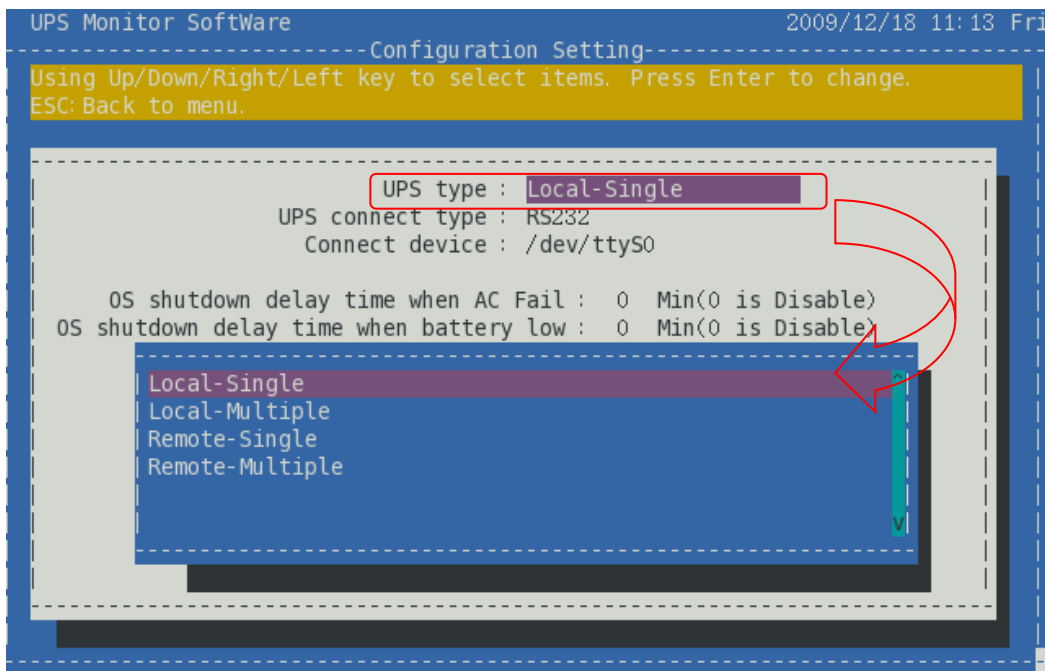 UPS Monitor SoftWare 2009/12/18 11:13 Fri
Configuration Setting
Using Up/Down/Right/Left key to select items. Press Enter to change.
ESC:Back to menu.
UPS type : Local-Single
UPS connect type : RS232
Connect device : /dev/ttyS0
OS shutdown delay time when AC Fail : 0 Min(0 is Disable)
OS shutdown delay time when battery low : 0 Min(0 is Disable)
Local-Single
Local-Multiple
Remote-Single
Remote-Multiple